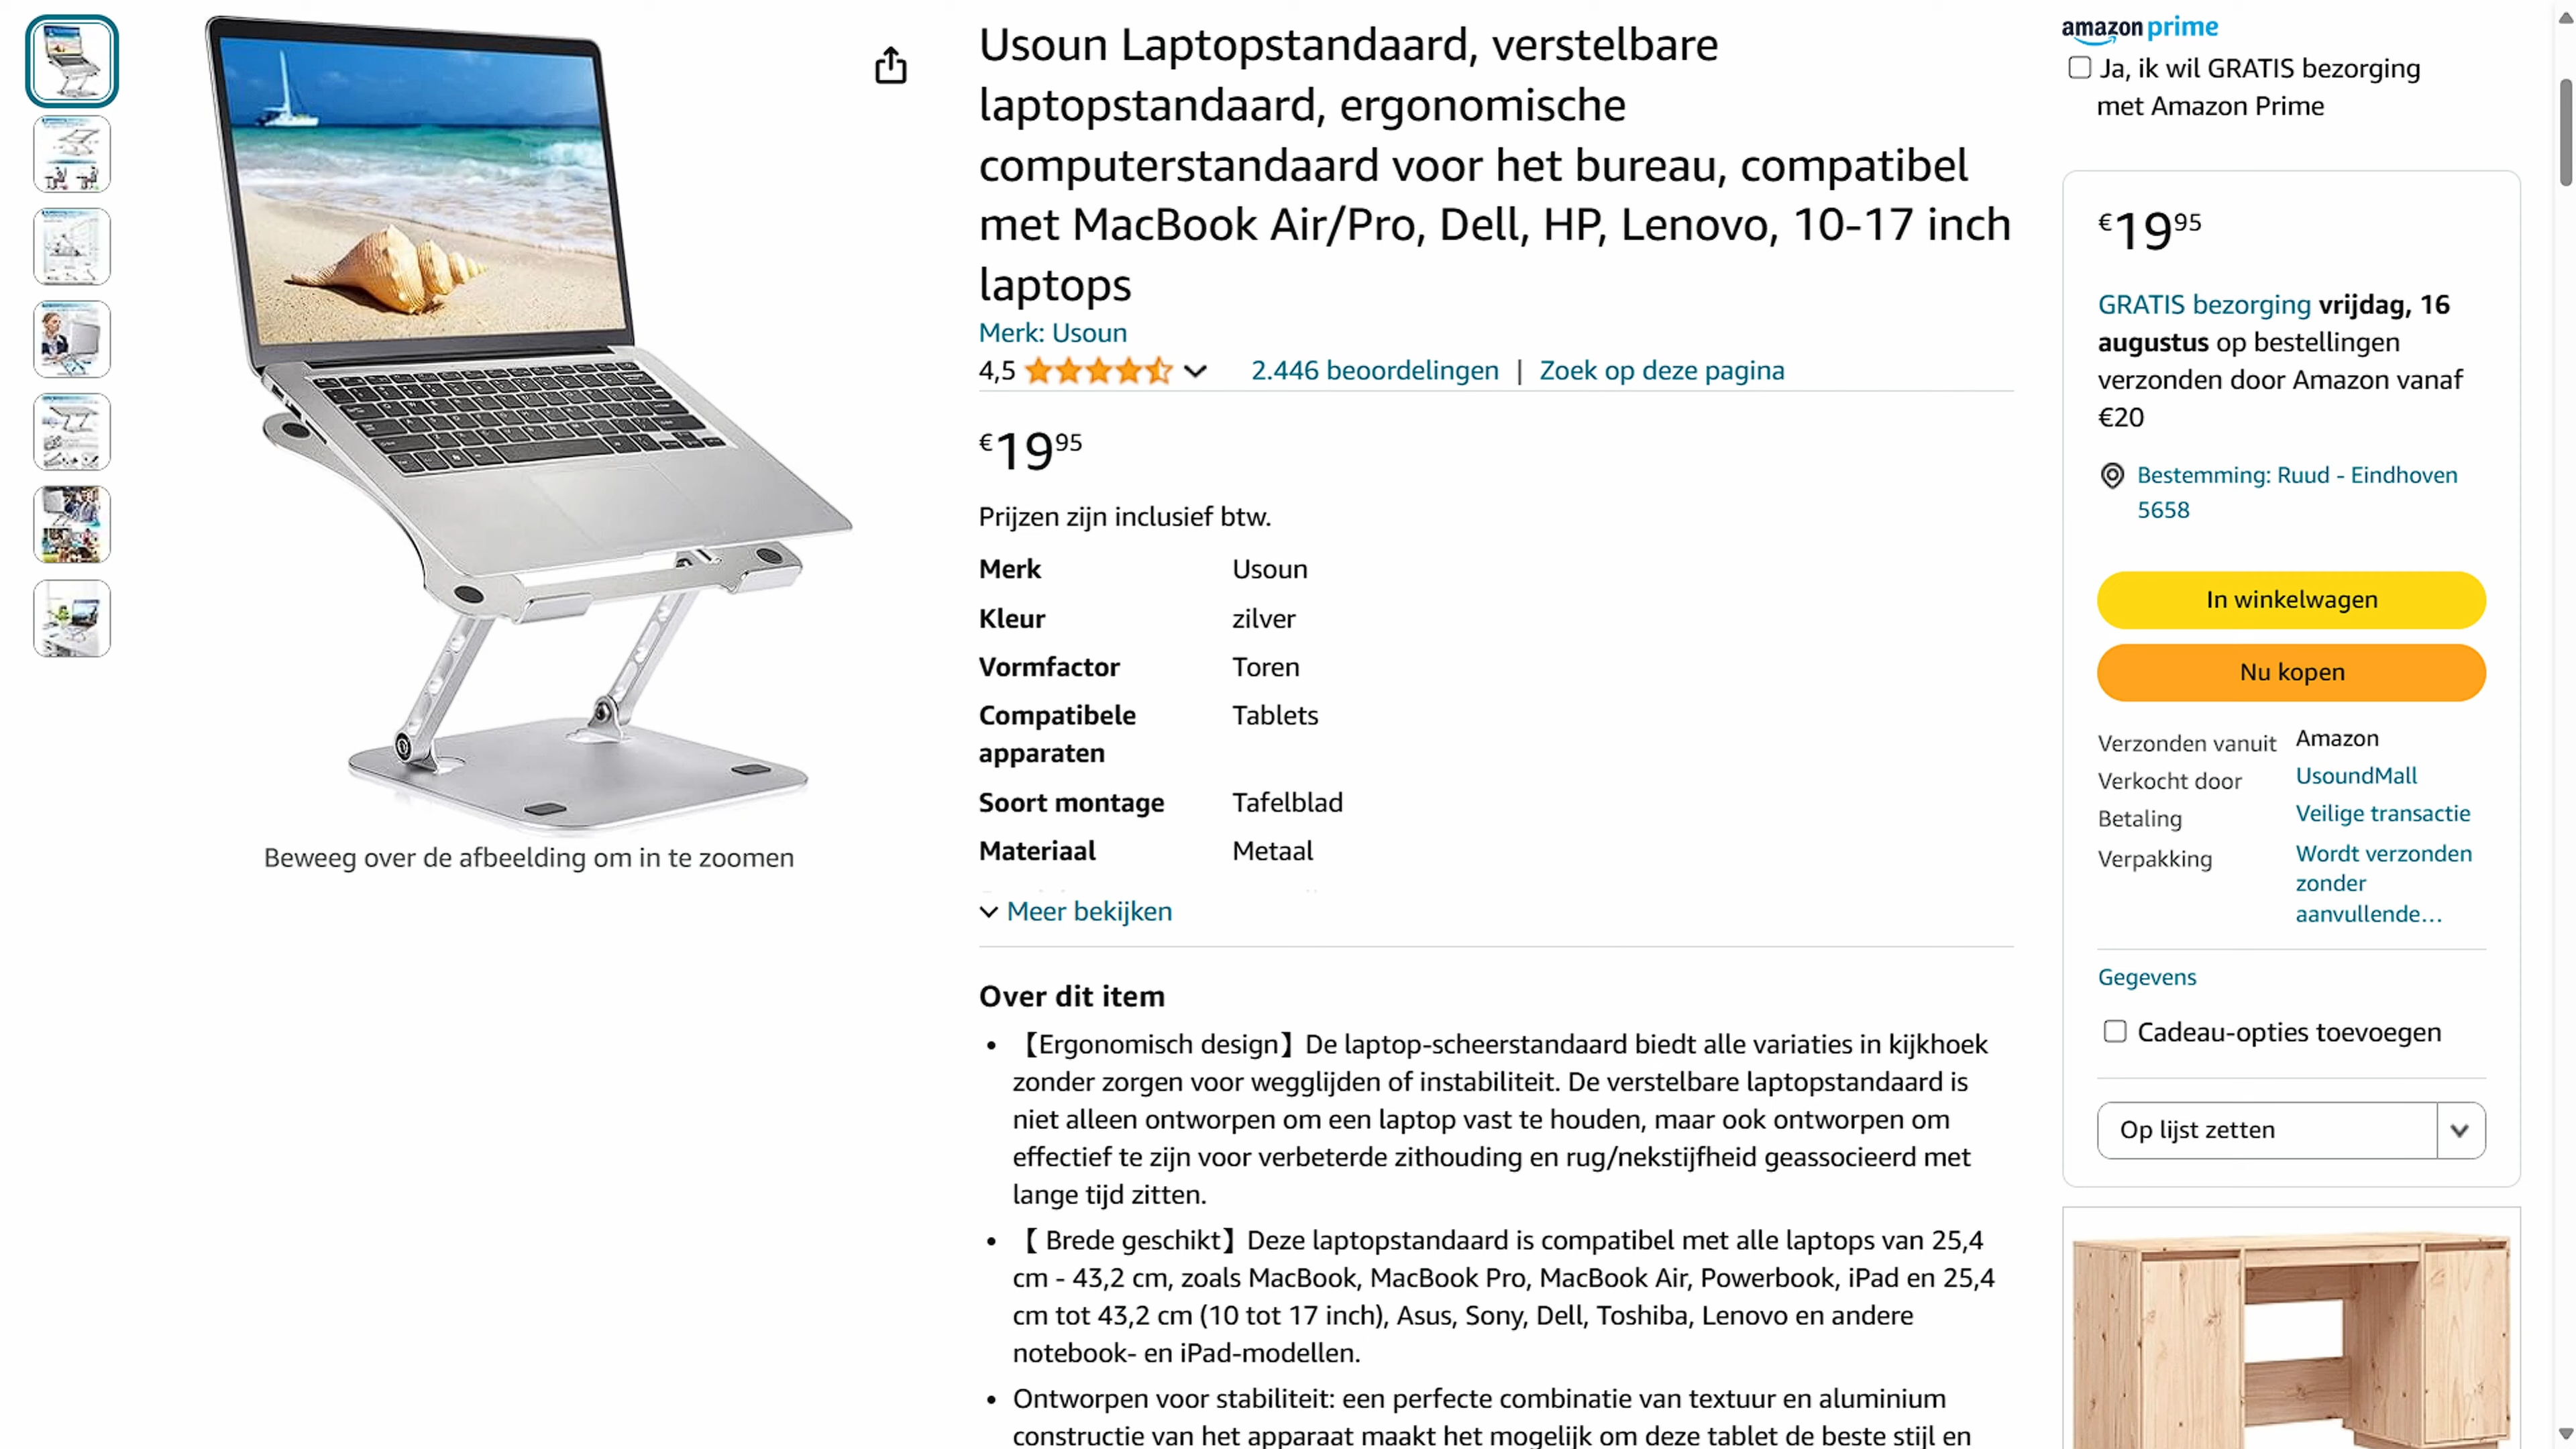 Usoun Laptopstandaard, verstelbare
laptopstandaard, ergonomische
computerstandaard voor het bureau, compatibel
met MacBook Air/Pro, Dell, HP, Lenovo, 10-17 inch
laptops
Merk: Usoun
4,5
2.446 beoordelingen | Zoek op deze pagina
€19 95
Prijzen zijn inclusief btw.
Merk Usoun
Kleur zilver
Vormfactor Toren
Compatibele Tablets
apparaten
Soort montage Tafelblad
Materiaal Metaal
Meer bekijken
Beweeg over de afbeelding om in te zoomen
Over dit item
• 【Ergonomisch design】De laptop-scheerstandaard biedt alle variaties in kijkhoek
zonder zorgen voor wegglijden of instabiliteit. De verstelbare laptopstandaard is
niet alleen ontworpen om een laptop vast te houden, maar ook ontworpen om
effectief te zijn voor verbeterde zithouding en rug/nekstijfheid geassocieerd met
lange tijd zitten.
• 【 Brede geschikt】Deze laptopstandaard is compatibel met alle laptops van 25,4
cm - 43,2 cm, zoals MacBook, MacBook Pro, MacBook Air, Powerbook, iPad en 25,4
cm tot 43,2 cm (10 tot 17 inch), Asus, Sony, Dell, Toshiba, Lenovo en andere
notebook- en iPad-modellen.
• Ontworpen voor stabiliteit: een perfecte combinatie van textuur en aluminium
constructie van het apparaat maakt het mogelijk om deze tablet de beste stijl en
amazon prime
Ja, ik wil GRATIS bezorging
met Amazon Prime
€19 95
GRATIS bezorging vrijdag, 16
augustus op bestellingen
verzonden door Amazon vanaf
€20
Bestemming: Ruud - Eindhoven
5658
In winkelwagen
Nu kopen
Verzonden vanuit Amazon
Verkocht door UsoundMall
Betaling Veilige transactie
Verpakking Wordt verzonden
zonder
aanvullende…
Gegevens
Cadeau-opties toevoegen
Op lijst zetten